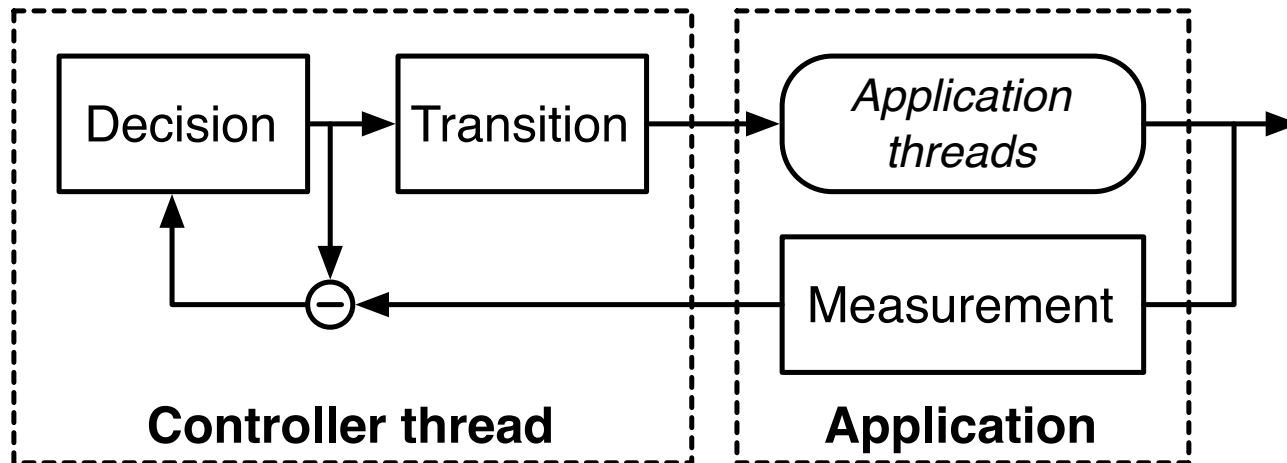 Decision
Transition
Application
threads
−
Measurement
Controller thread
Application